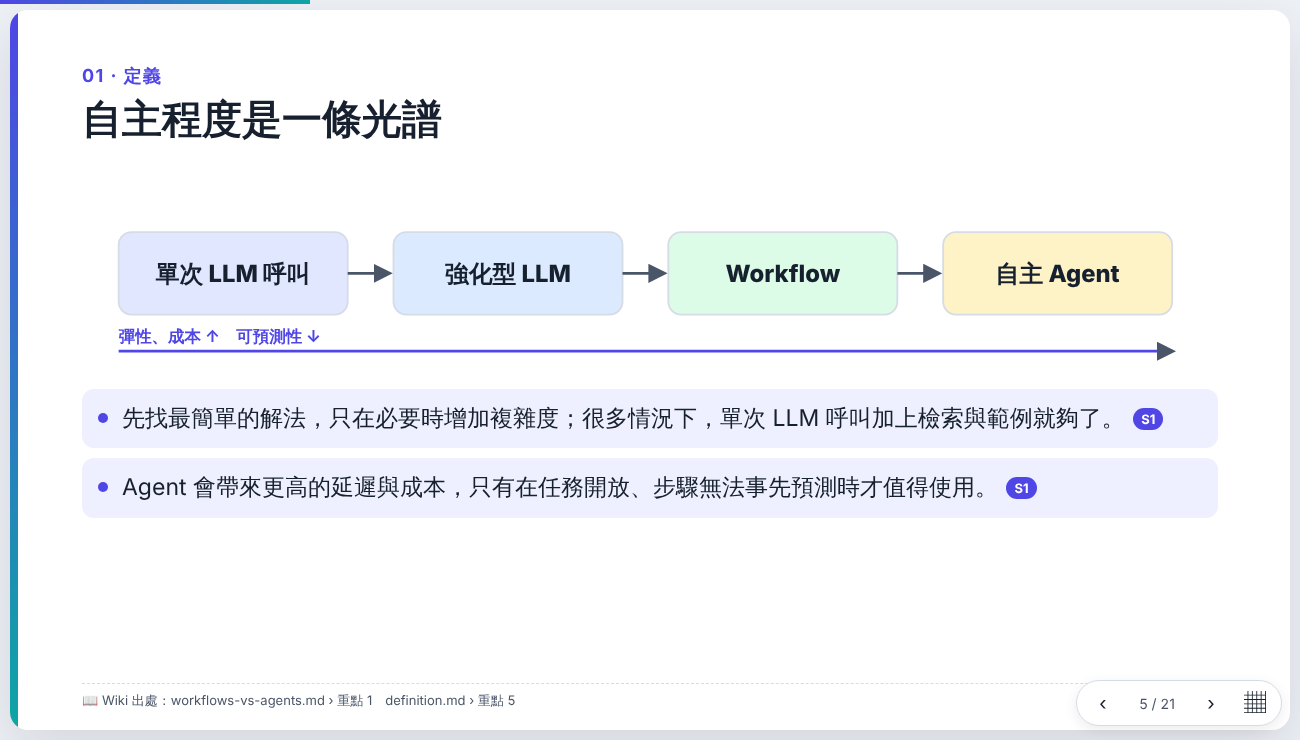 01 · 定義
自主程度是一條光譜
單次 LLM 呼叫
強化型 LLM
Workflow
自主 Agent
彈性、成本 ↑ 可預測性 ↓
先找最簡單的解法，只在必要時增加複雜度；很多情況下，單次 LLM 呼叫加上檢索與範例就夠了。 S1
Agent 會帶來更高的延遲與成本，只有在任務開放、步驟無法事先預測時才值得使用。 S1
📖 Wiki 出處：workflows-vs-agents.md › 重點 1 definition.md › 重點 5
‹ 5 / 21 ›